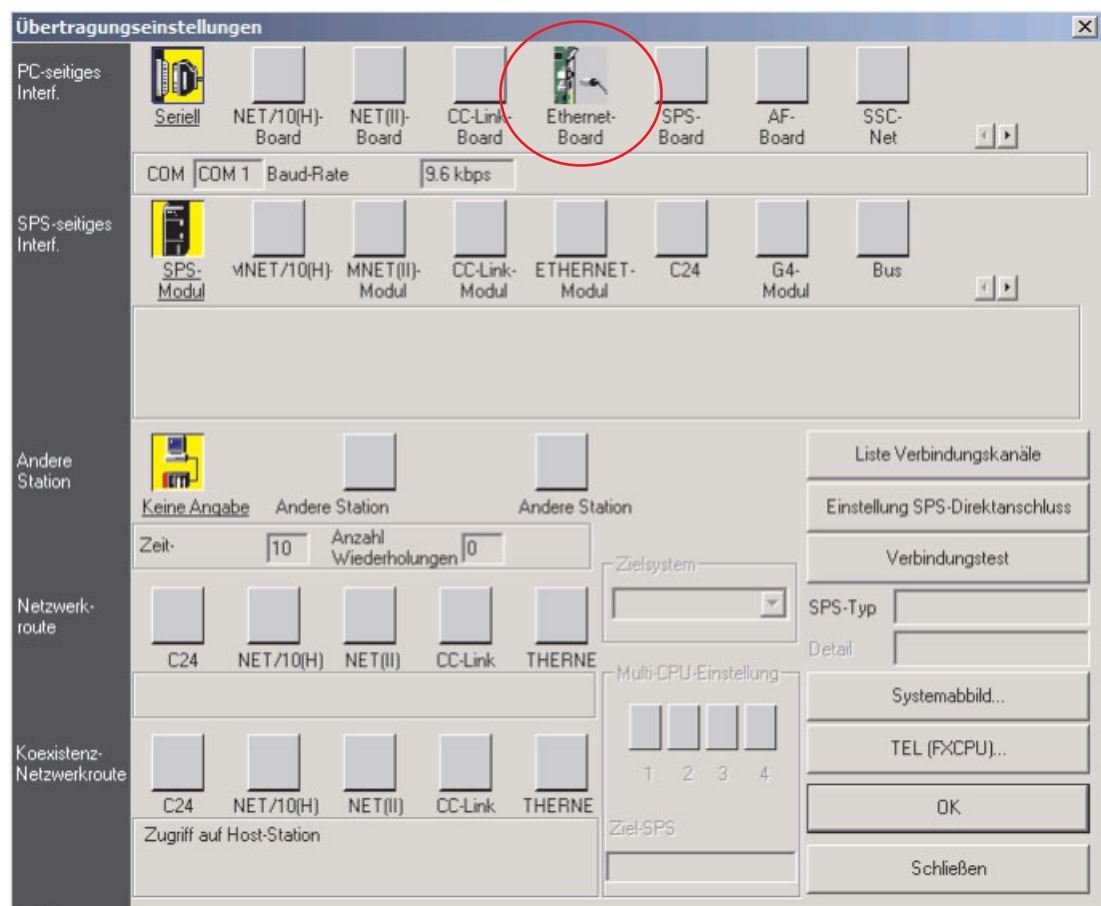 Übertragungseinstellungen
PC-seitiges
Interf.
Seriell
NET/10(H)-
Board
NET(II)-
Board
CC-Link-
Board
Ethernet-
Board
SPS-
Board
AF-
Board
SSC-
Net
COM COM 1 Baud-Rate 9.6 kbps
SPS-seitiges
Interf.
SPS-
Modul
MNET/10(H)-
MNET(II)-
Modul
CC-Link-
Modul
ETHERNET-
Modul
C24
G4-
Modul
Bus
Andere
Station
Keine Angabe
Andere Station
Andere Station
Zeit- 10
Anzahl
Wiederholungen 0
Liste Verbindungskanäle
Einstellung SPS-Direktanschluss
Verbindungstest
Zielsystem
SPS-Typ
Detail
Netzwerk-
route
C24 NET/10(H) NET(II) CC-Link THERNE
Multi-CPU-Einstellung
1 2 3 4
Ziel-SPS
Systemabbild...
TEL (FXCPU)...
OK
Schließen
Koexistenz-
Netzwerkroute
C24 NET/10(H) NET(II) CC-Link THERNE
Zugriff auf Host-Station